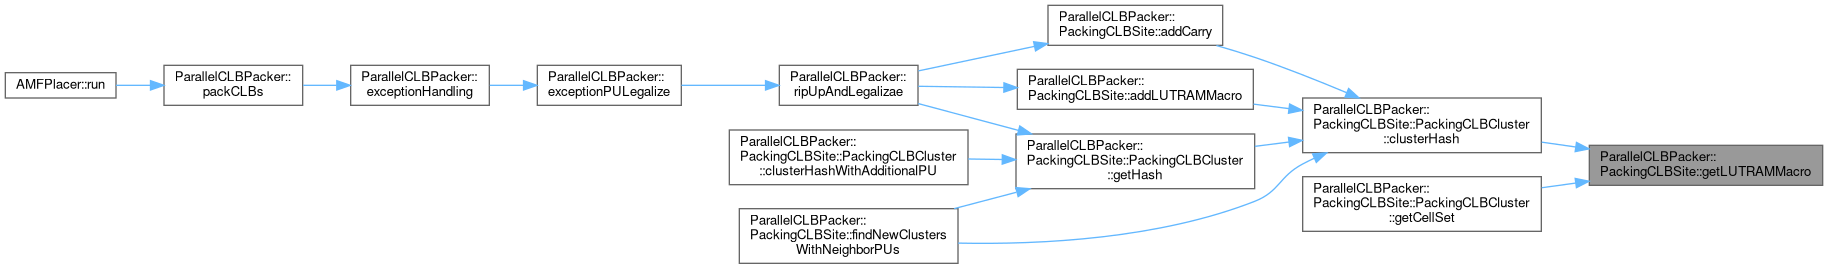 AMFPlacer::run
ParallelCLBPacker::
packCLBs
ParallelCLBPacker::
exceptionHandling
ParallelCLBPacker::
exceptionPULegalize
ParallelCLBPacker::
ripUpAndLegalizae
ParallelCLBPacker::
PackingCLBSite::addCarry
ParallelCLBPacker::
PackingCLBSite::addLUTRAMMacro
ParallelCLBPacker::
PackingCLBSite::PackingCLBCluster
::clusterHashWithAdditionalPU
ParallelCLBPacker::
PackingCLBSite::PackingCLBCluster
::getHash
ParallelCLBPacker::
PackingCLBSite::findNewClusters
WithNeighborPUs
ParallelCLBPacker::
PackingCLBSite::PackingCLBCluster
::clusterHash
ParallelCLBPacker::
PackingCLBSite::PackingCLBCluster
::getCellSet
ParallelCLBPacker::
PackingCLBSite::getLUTRAMMacro